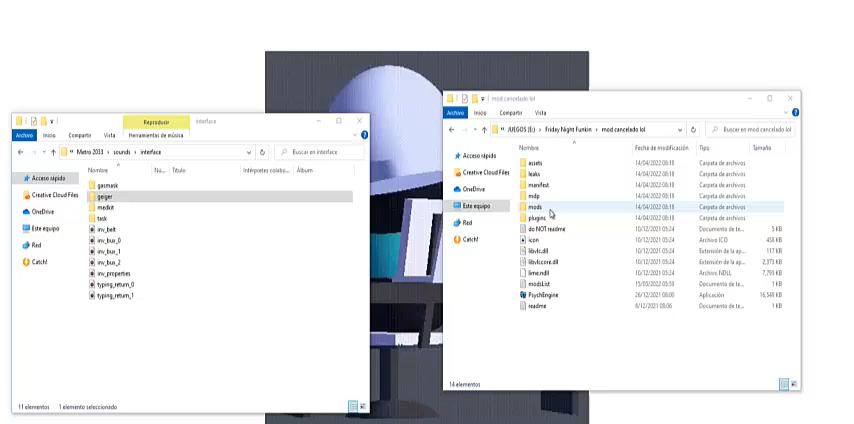 Reproducir
interface
Archivo Inicio Compartir Vista Herramientas de música
« Metro 2033 › sounds › interface
Buscar en interface
Nombre Nu... Título Intérpretes colabo... Álbum
Acceso rápido
Creative Cloud Files
OneDrive
Este equipo
Red
Catch!
gasmask
geiger
medkit
task
inv_belt
inv_bus_0
inv_bus_1
inv_bus_2
inv_properties
typing_return_0
typing_return_1
11 elementos 1 elemento seleccionado
mod cancelado lol
Archivo Inicio Compartir Vista
« JUEGOS (E:) › Friday Night Funkin › mod cancelado lol
Buscar en mod cancelado lol
Nombre Fecha de modificación Tipo Tamaño
Acceso rápido
Creative Cloud Files
OneDrive
Este equipo
Red
Catch!
assets 14/04/2022 08:18 Carpeta de archivos
leaks 14/04/2022 08:18 Carpeta de archivos
manifest 14/04/2022 08:18 Carpeta de archivos
mdp 14/04/2022 08:18 Carpeta de archivos
mods 14/04/2022 08:18 Carpeta de archivos
plugins 14/04/2022 08:18 Carpeta de archivos
do NOT readme 10/12/2021 05:24 Documento de te... 5 KB
icon 10/12/2021 05:24 Archivo ICO 458 KB
libvlc.dll 10/12/2021 05:24 Extensión de la ap... 117 KB
libvlccore.dll 10/12/2021 05:24 Extensión de la ap... 2,373 KB
lime.ndll 10/12/2021 05:24 Archivo NDLL 7,793 KB
modsList 15/05/2022 Documento de te... 1 KB
PsychEngine 26/12/2021 08:00 Aplicación 16,549 KB
readme 6/12/2021 08:06 Documento de te... 1 KB
14 elementos